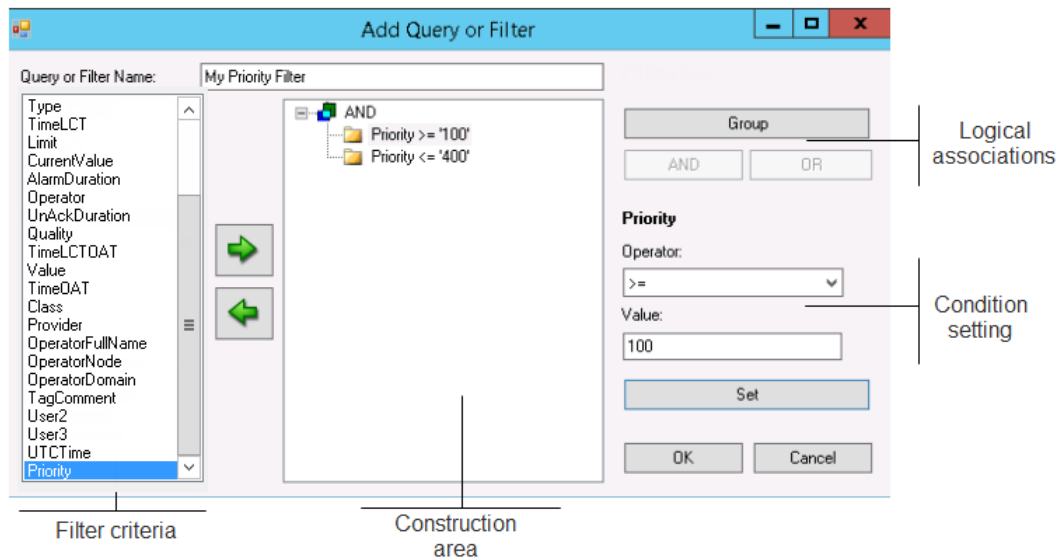 Add Query or Filter
Query or Filter Name:
My Priority Filter
Type
TimeLCT
Limit
CurrentValue
AlarmDuration
Operator
UnAckDuration
Quality
TimeLCTOAT
Value
TimeOAT
Class
Provider
OperatorFullName
OperatorNode
OperatorDomain
TagComment
User2
User3
UTCTime
Priority
AND
Priority >= '100'
Priority <= '400'
Group
AND OR
Priority
Operator:
>=
Value:
100
Set
OK Cancel
Logical
associations
Condition
setting
Filter criteria
Construction
area